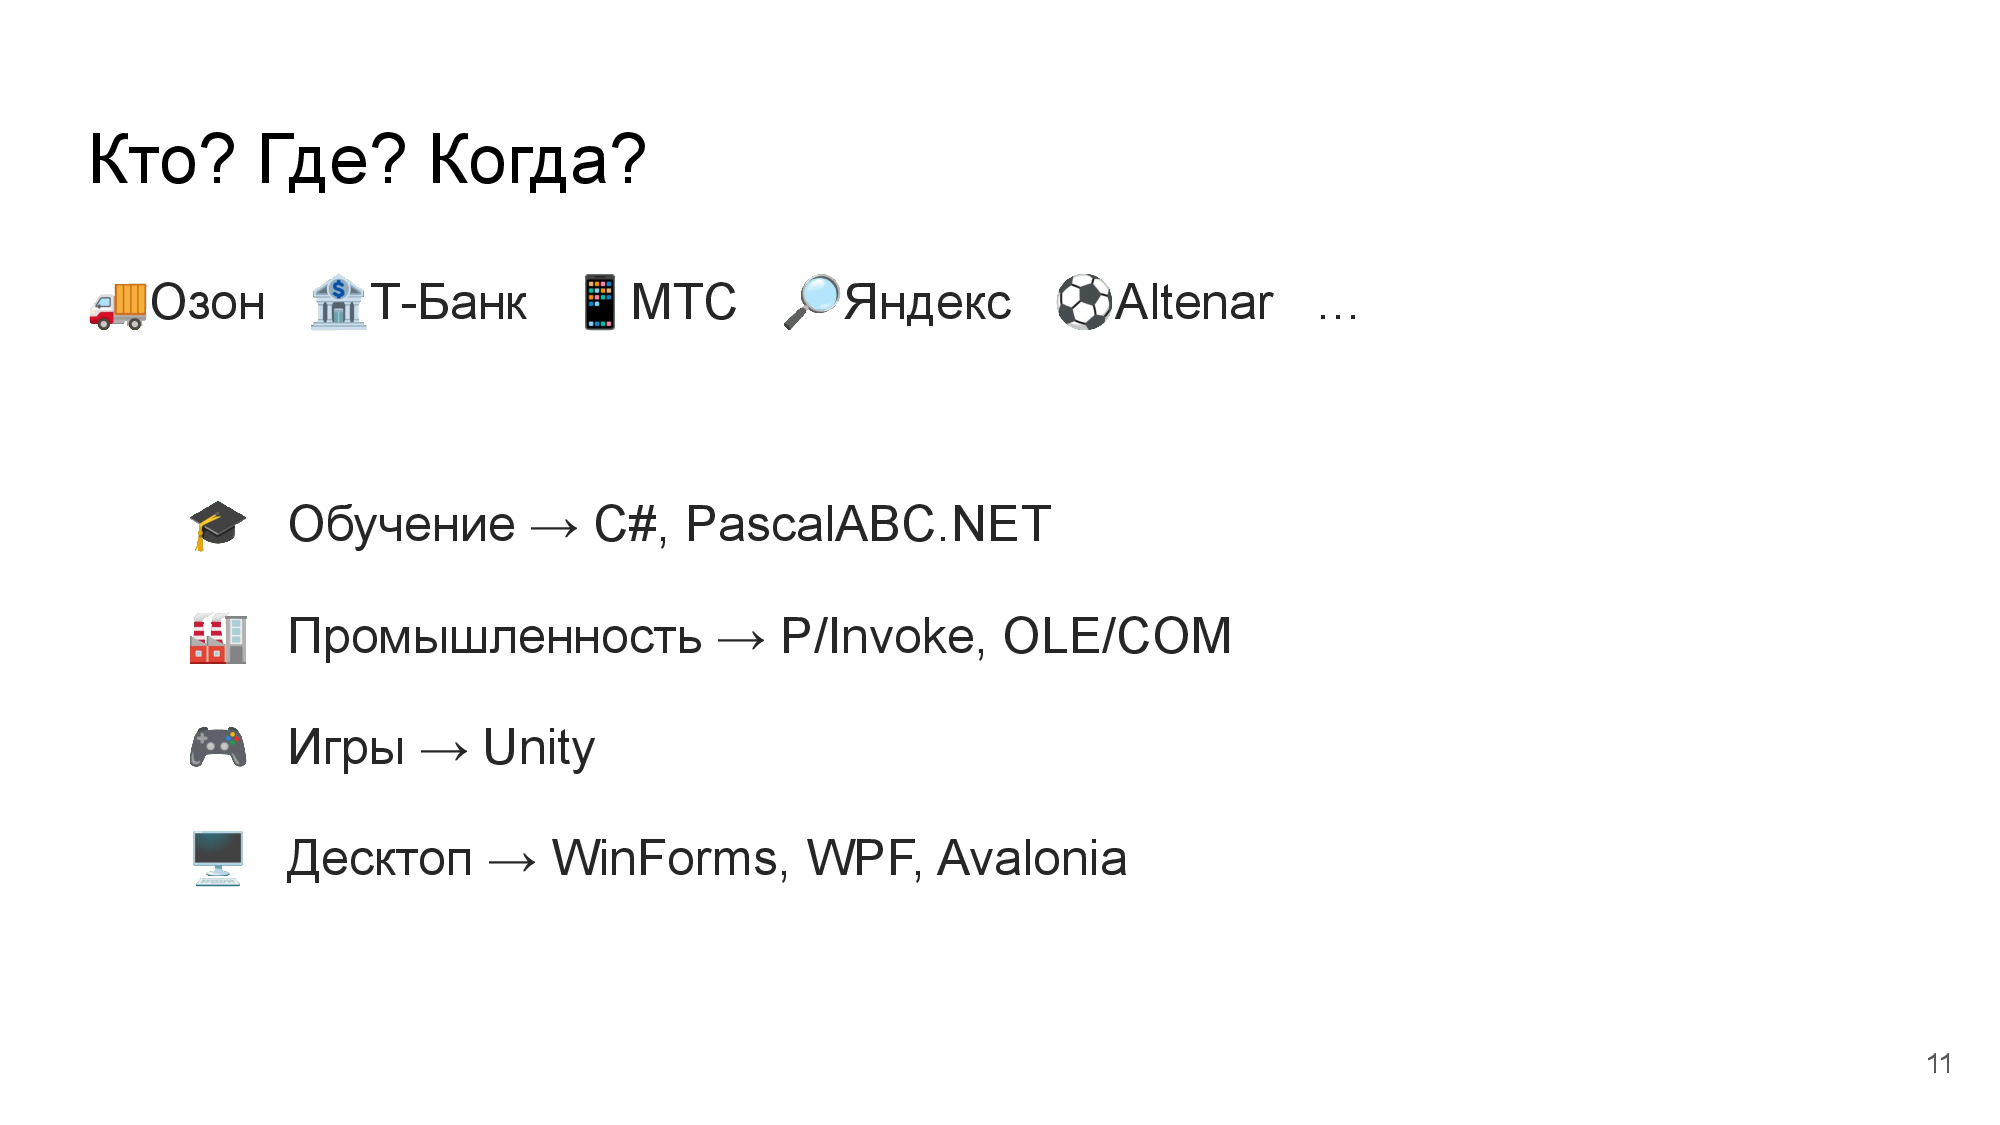 Кто? Где? Когда?
🚚Озон 🏦Т-Банк 📱МТС 🔎Яндекс ⚽Altenar …
🎓 Обучение → C#, PascalABC.NET
🏭 Промышленность → P/Invoke, OLE/COM
🎮 Игры → Unity
🖥️ Десктоп → WinForms, WPF, Avalonia
11